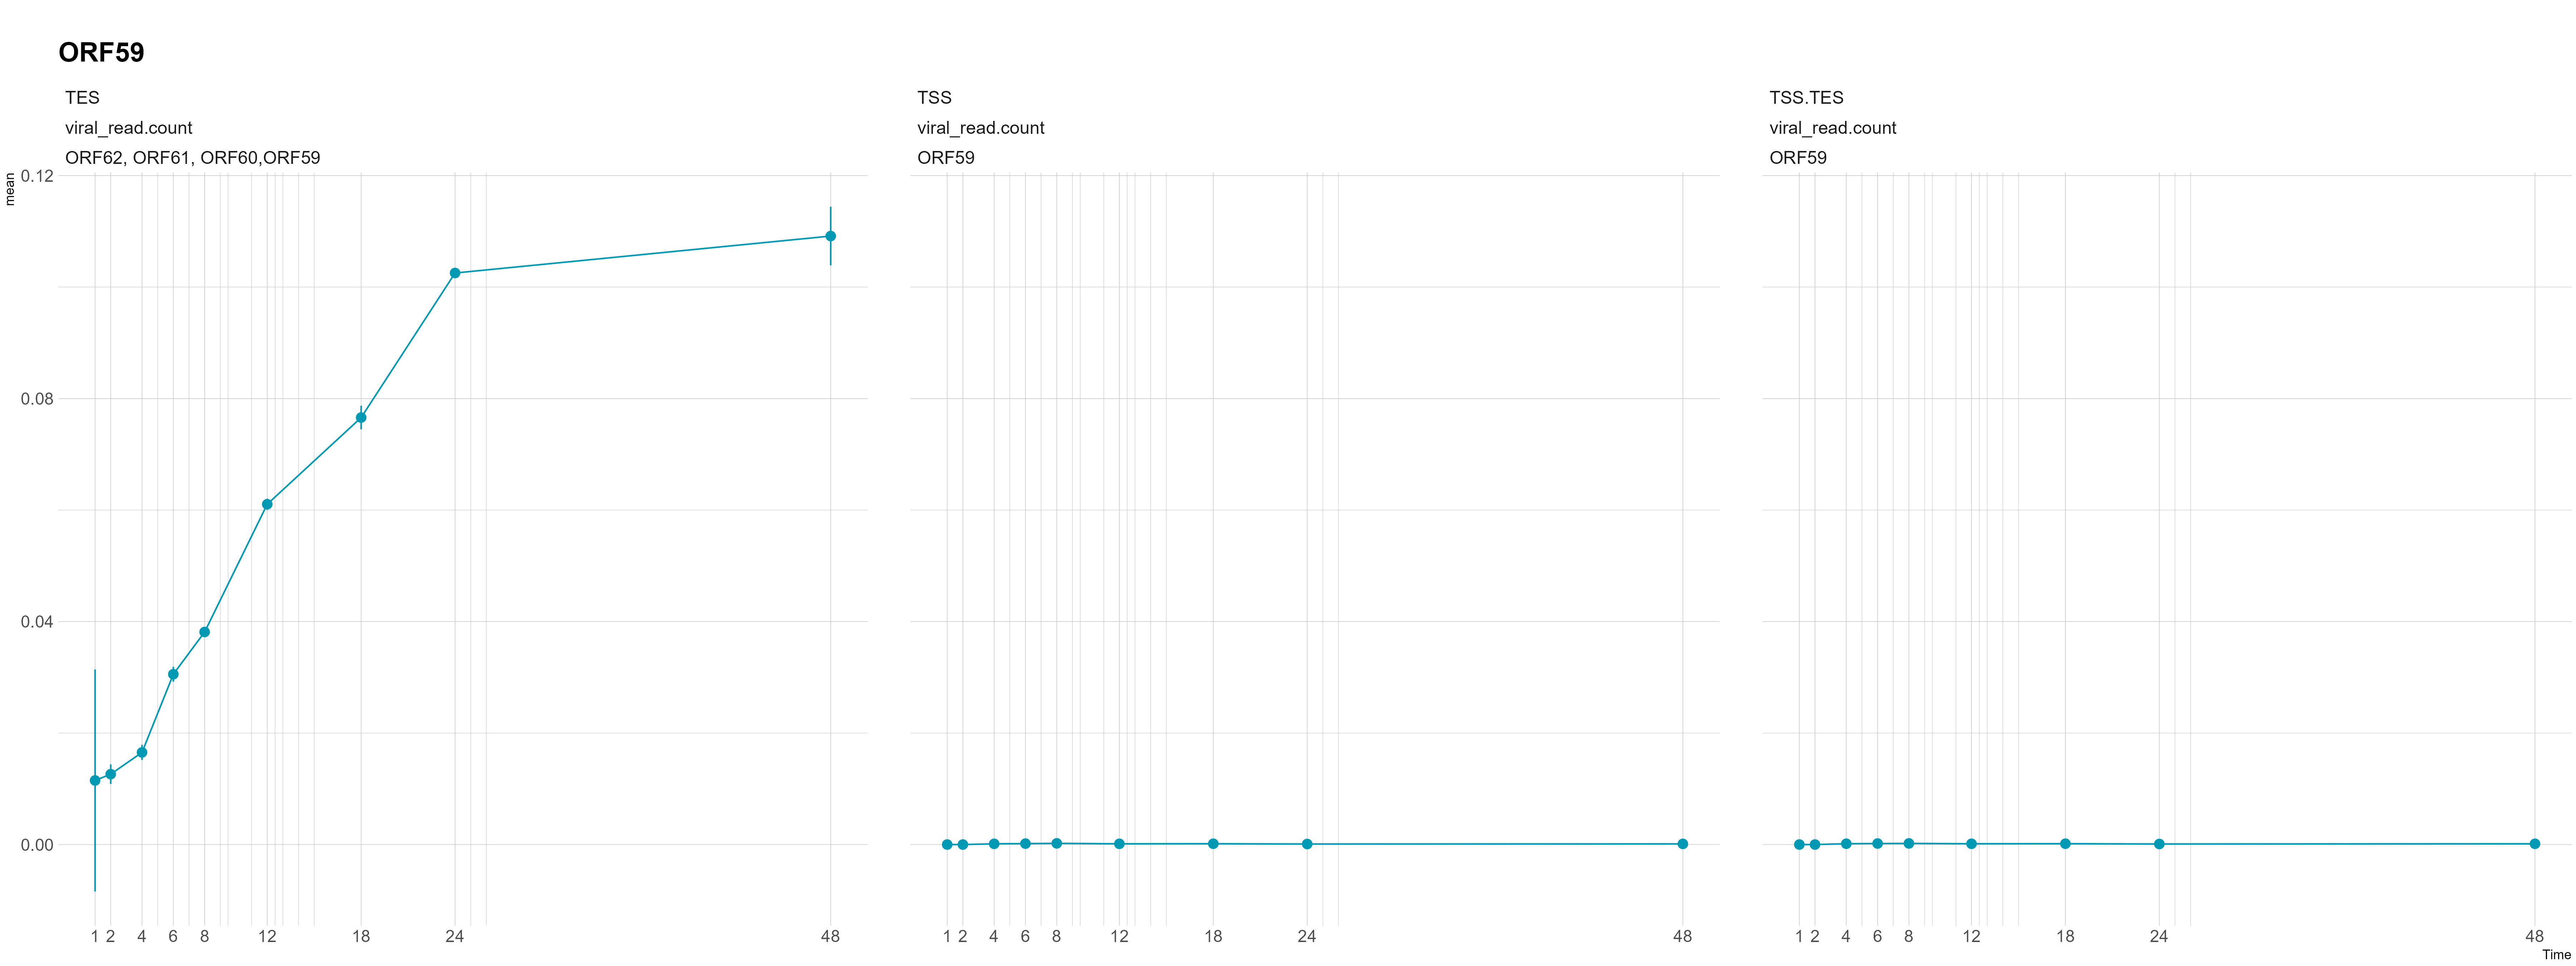 ORF59
TES
viral_read.count
ORF62, ORF61, ORF60,ORF59
TSS
viral_read.count
ORF59
TSS.TES
viral_read.count
ORF59
mean
0.12
0.08
0.04
0.00
1 2 4 6 8 12 18 24 48
1 2 4 6 8 12 18 24 48
1 2 4 6 8 12 18 24 48
Time